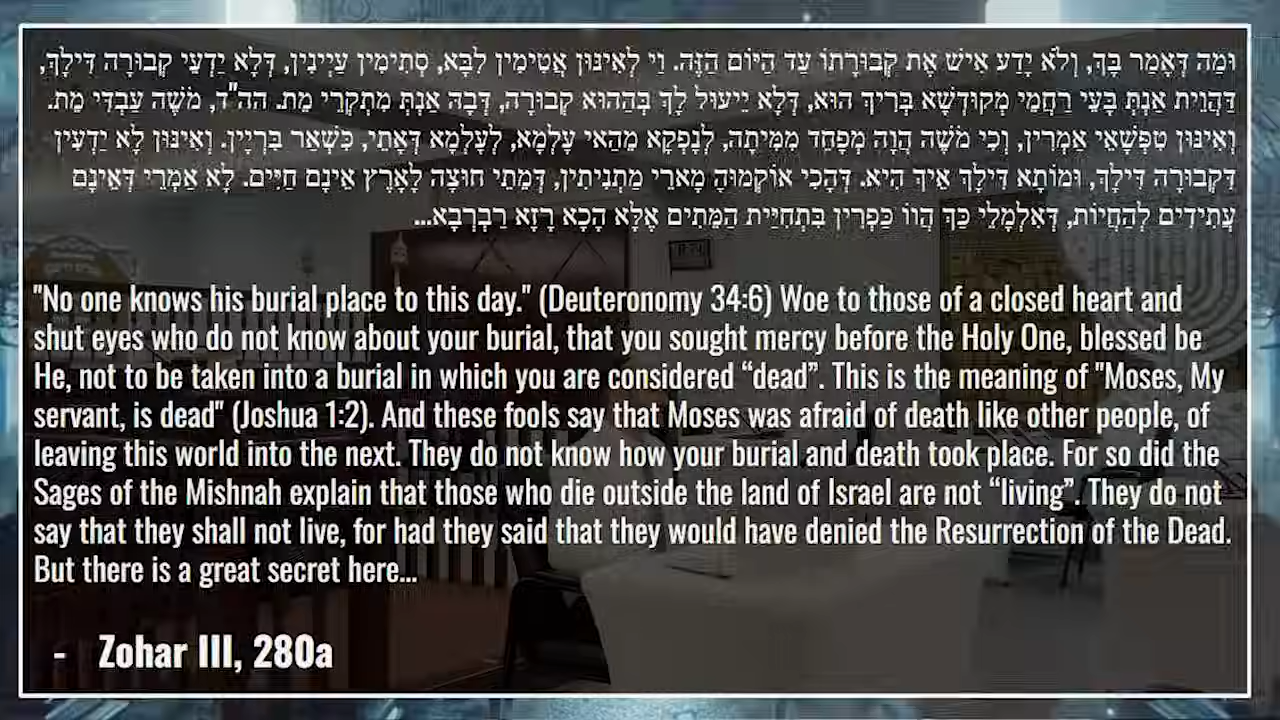 וּמַה דְּאָמַר בָּךְ, וְלֹא יָדַע אִישׁ אֶת קְבוּרָתוֹ עַד הַיּוֹם הַזֶּה. וַוי לְאִינּוּן אֲטִימִין לִבָּא, סְתִימִין עַיְינִין, דְּלָא יַדְעֵי קְבוּרָה דִּילָךְ,
דַּהֲוֵית אַנְתְּ בָּעֵי רַחֲמֵי מִקּוּדְשָׁא בְּרִיךְ הוּא, דְּלָא יֵיעוּל לָךְ בְּהַהוּא קְבוּרָה, דְּבָהּ אַנְתְּ מִתְקְרֵי מֵת. הה"ד, מֹשֶׁה עַבְדִּי מֵת.
וְאִינּוּן טִפְּשָׁאֵי אַמְרִין, וְכִי מֹשֶׁה הֲוָה מְפַחֵד מִמִּיתָה, לְנָפְקָא מֵהַאי עָלְמָא, לְעָלְמָא דְּאָתֵי, כִּשְׁאַר בִּרְיָין. וְאִינּוּן לָא יַדְעִין
דִּקְבוּרָה דִּילָךְ, וּמוֹתָא דִּילָךְ אֵיךְ הִיא. דְּהָכִי אוֹקְמוּהָ מָארֵי מַתְנִיתִין, דְּמֵתֵי חוּצָה לָאָרֶץ אֵינָם חַיִּים. לָא אַמְרֵי דְּאֵינָם
עֲתִידִים לְהַחֲיוֹת, דְּאִלְמָלֵי כַּךְ הֲווֹ כַּפְרִין בִּתְחִיַּית הַמֵּתִים אֶלָּא הָכָא רָזָא רַבְרְבָא...
"No one knows his burial place to this day." (Deuteronomy 34:6) Woe to those of a closed heart and
shut eyes who do not know about your burial, that you sought mercy before the Holy One, blessed be
He, not to be taken into a burial in which you are considered “dead”. This is the meaning of "Moses, My
servant, is dead" (Joshua 1:2). And these fools say that Moses was afraid of death like other people, of
leaving this world into the next. They do not know how your burial and death took place. For so did the
Sages of the Mishnah explain that those who die outside the land of Israel are not “living”. They do not
say that they shall not live, for had they said that they would have denied the Resurrection of the Dead.
But there is a great secret here...
- Zohar III, 280a